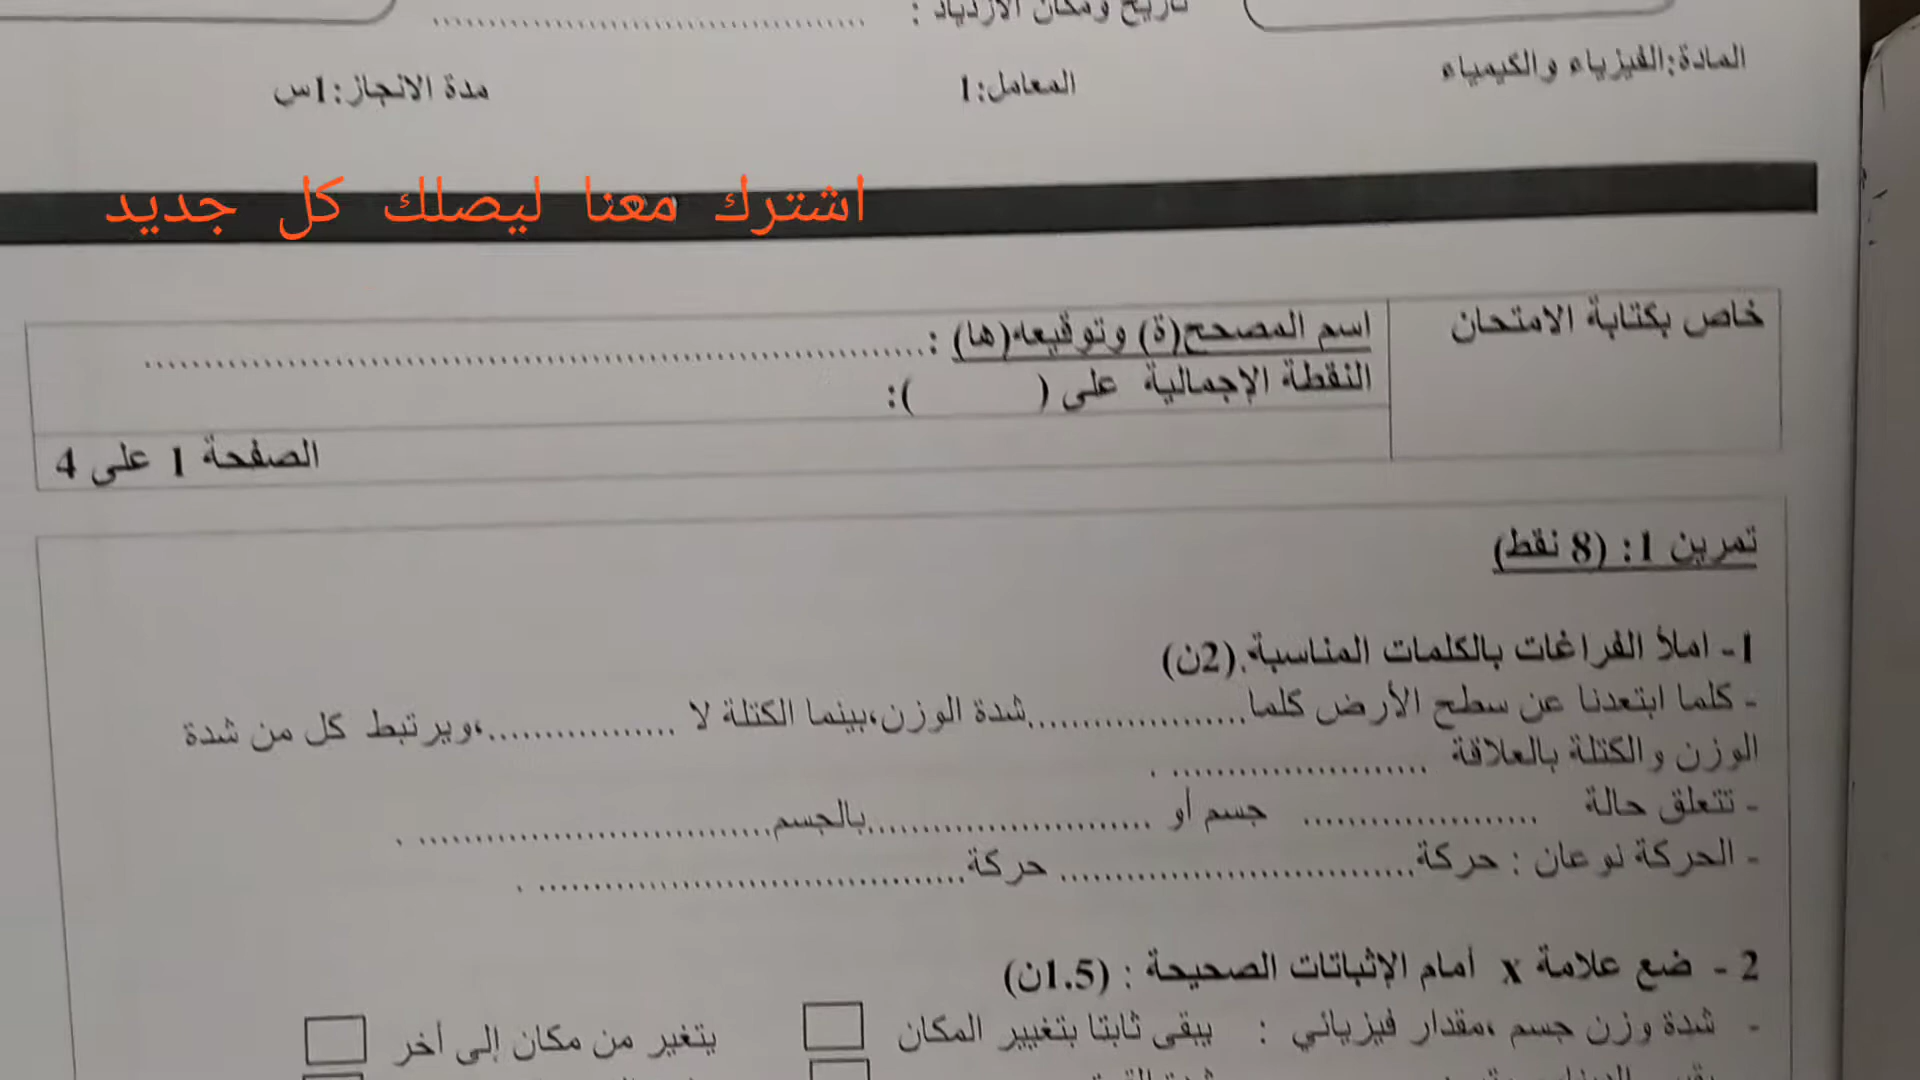 تاريخ ومكان الازدياد : ......................................
المادة:الفيزياء والكيمياء المعامل:1 مدة الانجاز:1س
اشترك معنا ليصلك كل جديد
خاص بكتابة الامتحان
اسم المصحح(ة) وتوقيعه(ها) :..............................................................
النقطة الإجمالية على ( ):
الصفحة 1 على 4
تمرين 1: (8 نقط)
1- املأ الفراغات بالكلمات المناسبة.(2ن)
- كلما ابتعدنا عن سطح الأرض كلما....................شدة الوزن،بينما الكتلة لا .................،ويرتبط كل من شدة
الوزن والكتلة بالعلاقة ....................... .
- تتعلق حالة .................... جسم أو ..........................بالجسم............................... .
- الحركة نوعان : حركة................................ حركة....................................... .
2 - ضع علامة x أمام الإثباتات الصحيحة : (1.5ن)
- شدة وزن جسم ،مقدار فيزيائي : يبقى ثابتا بتغيير المكان يتغير من مكان إلى أخر